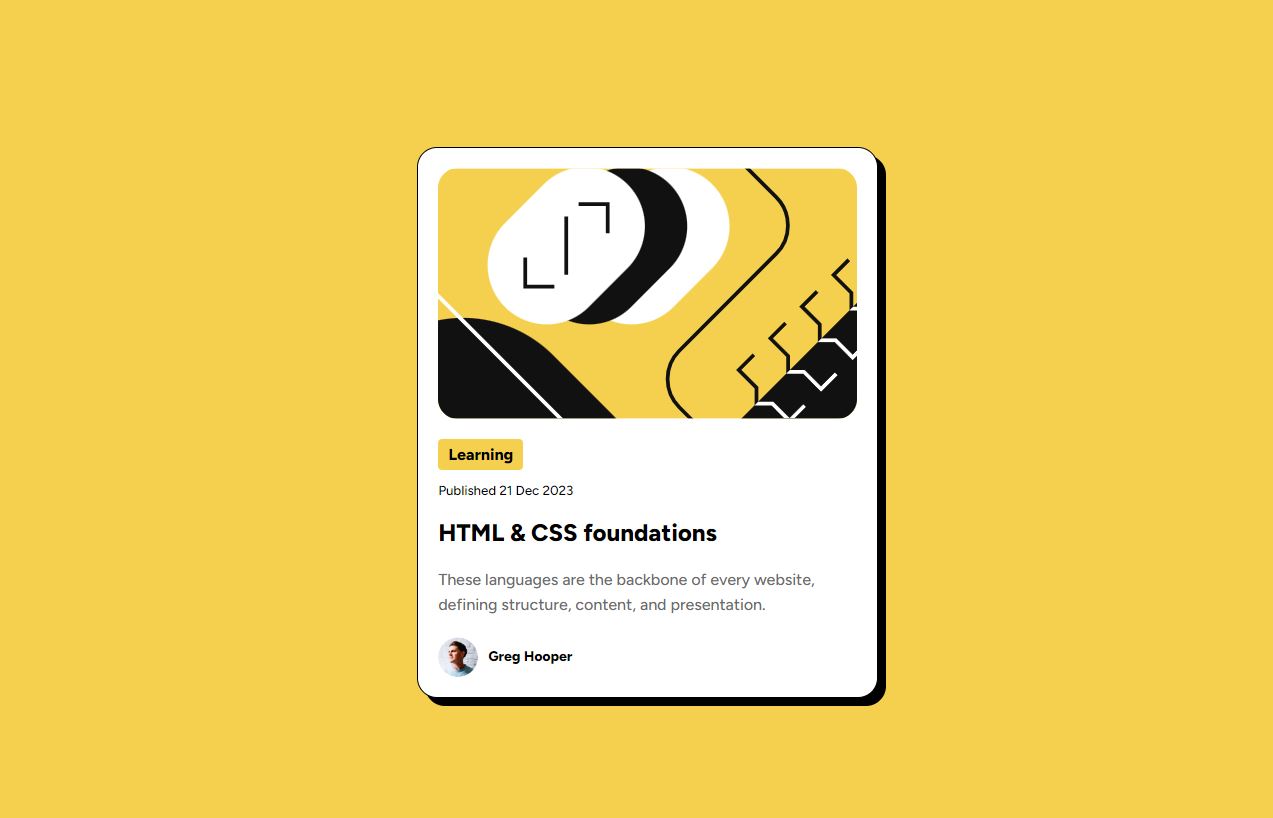 Learning
Published 21 Dec 2023
HTML & CSS foundations
These languages are the backbone of every website,
defining structure, content, and presentation.
Greg Hooper